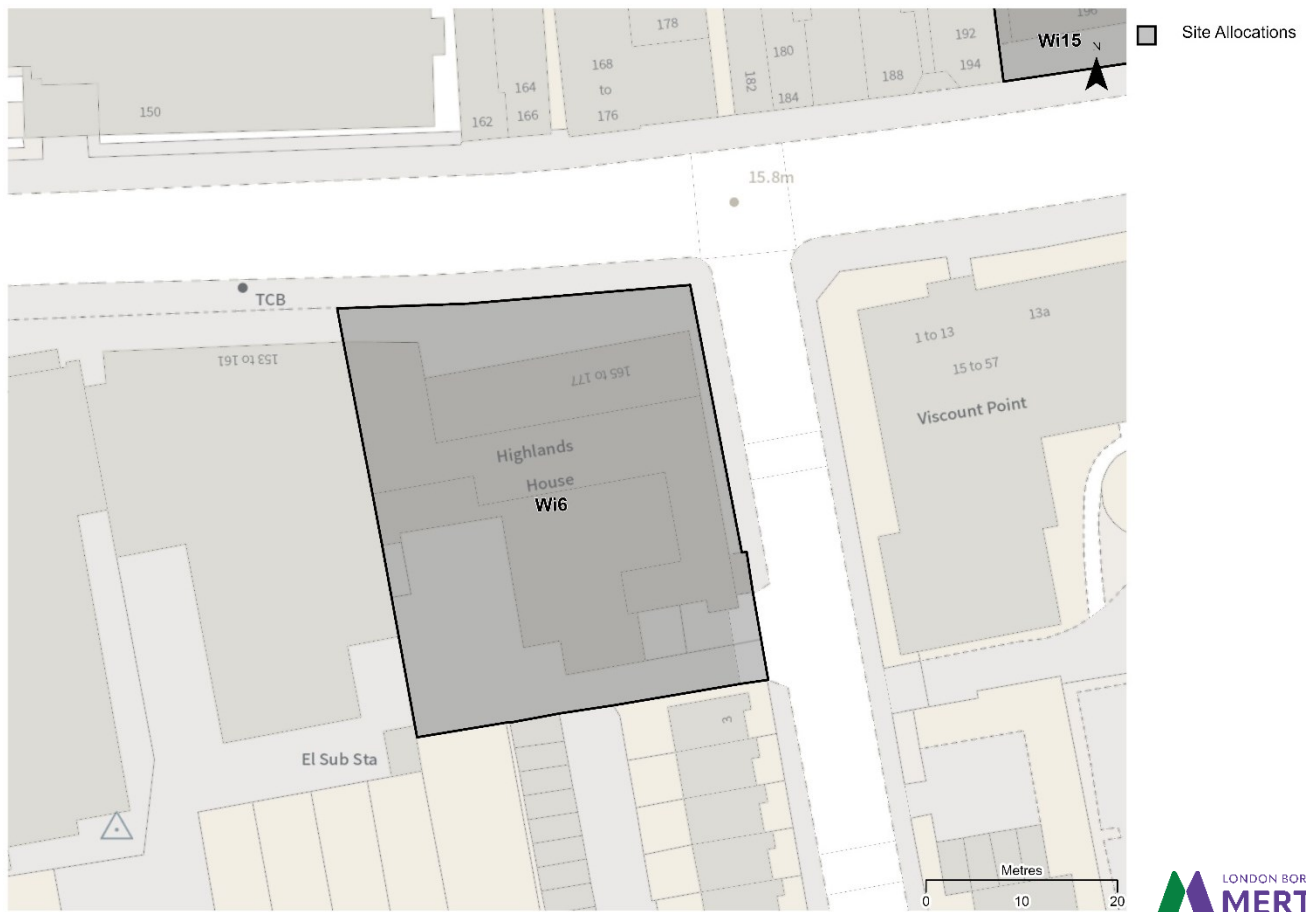 178
196
Wi15
N
Site Allocations
192
180
168
194
164
182
188
to
150
184
166
176
162
15.8m
TCB
13a
1 to 13
153 to 161
15 to 57
165 to 177
Viscount Point
Highlands
House
Wi6
3
El Sub Sta
Metres
0 10 20
LONDON BOR
MERT